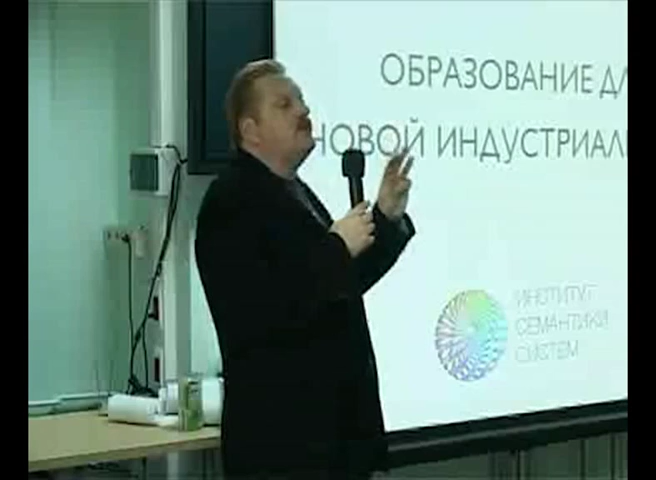 ОБРАЗОВАНИЕ ДЛ
НОВОЙ ИНДУСТРИАЛ
ИНСТИТУТ
СЕМАНТИКИ
СИСТЕМ